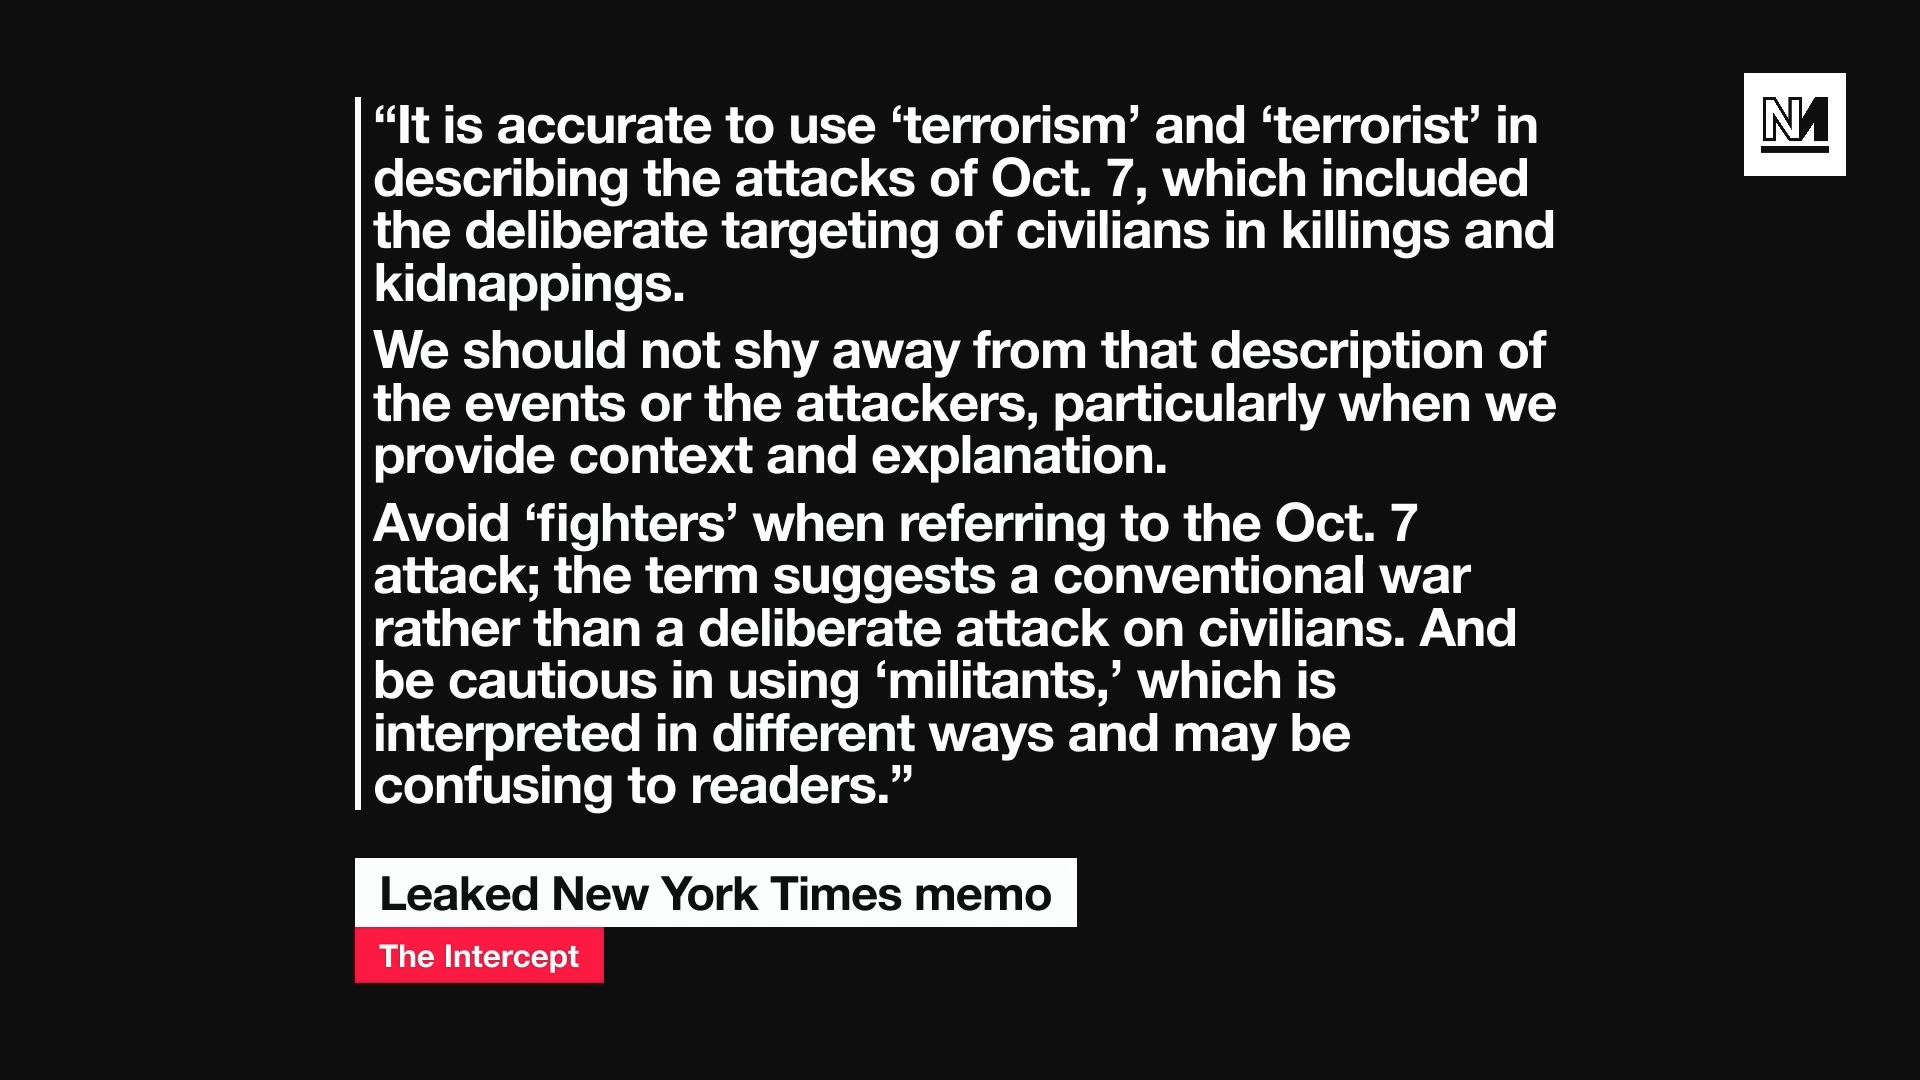 “It is accurate to use ‘terrorism’ and ‘terrorist’ in
describing the attacks of Oct. 7, which included
the deliberate targeting of civilians in killings and
kidnappings.
We should not shy away from that description of
the events or the attackers, particularly when we
provide context and explanation.
Avoid ‘fighters’ when referring to the Oct. 7
attack; the term suggests a conventional war
rather than a deliberate attack on civilians. And
be cautious in using ‘militants,’ which is
interpreted in different ways and may be
confusing to readers.”
Leaked New York Times memo
The Intercept
NM